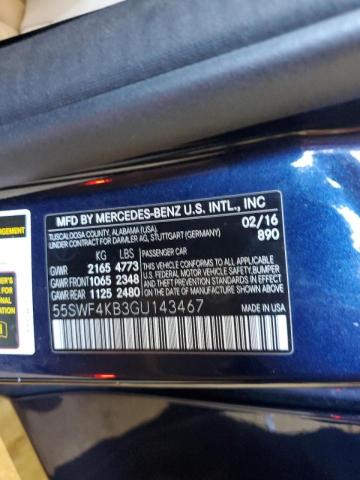 MFD BY MERCEDES-BENZ U.S. INTL., INC
TUSCALOOSA COUNTY, ALABAMA (USA), 02/16
UNDER CONTRACT FOR DAIMLER AG, STUTTGART (GERMANY) 890
KG LBS PASSENGER CAR
GVWR 2165 4773 THIS VEHICLE CONFORMS TO ALL APPLICABLE
GAWR FRONT 1065 2348 U.S. FEDERAL MOTOR VEHICLE SAFETY, BUMPER
GAWR REAR 1125 2480 AND THEFT PREVENTION STANDARDS IN EFFECT
ON THE DATE OF MANUFACTURE SHOWN ABOVE.
55SWF4KB3GU143467 MADE IN USA